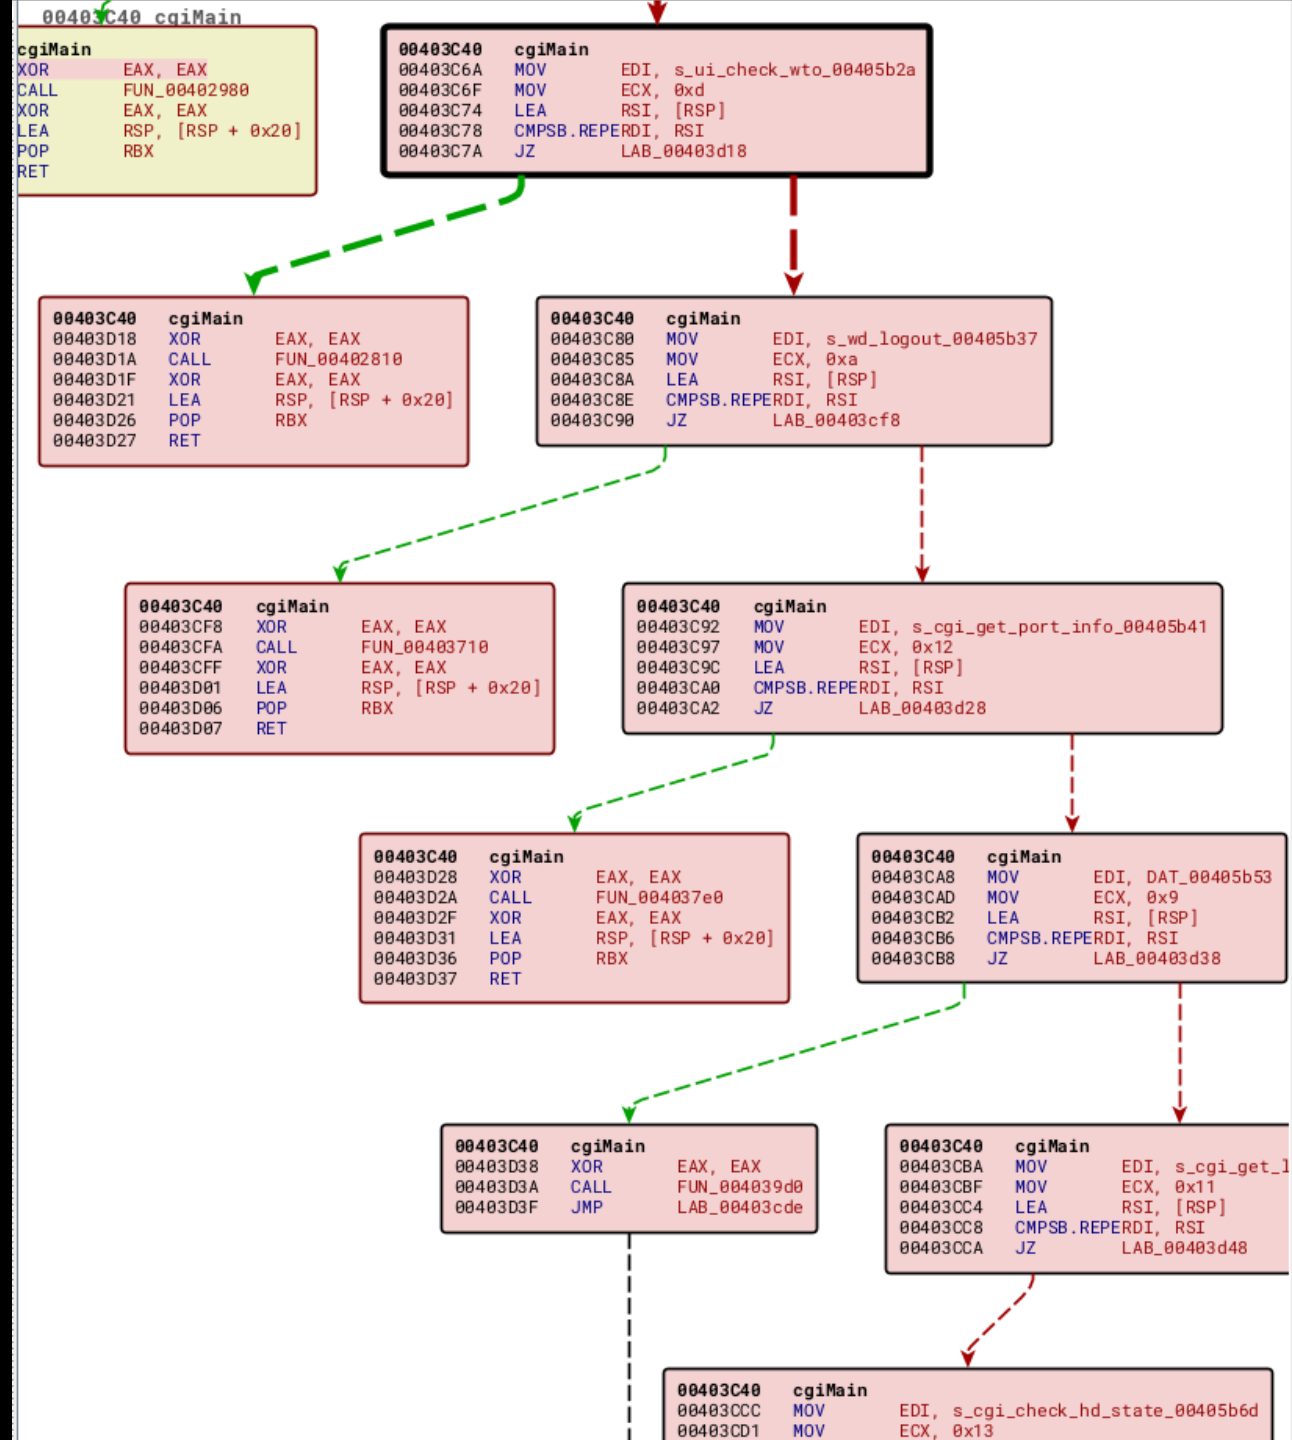 00403C40 cgiMain
cgiMain
XOR EAX, EAX
CALL FUN_00402980
XOR EAX, EAX
LEA RSP, [RSP + 0x20]
POP RBX
RET
00403C40 cgiMain
00403C6A MOV EDI, s_ui_check_wto_00405b2a
00403C6F MOV ECX, 0xd
00403C74 LEA RSI, [RSP]
00403C78 CMPSB.REPERDI, RSI
00403C7A JZ LAB_00403d18
00403C40 cgiMain
00403D18 XOR EAX, EAX
00403D1A CALL FUN_00402810
00403D1F XOR EAX, EAX
00403D21 LEA RSP, [RSP + 0x20]
00403D26 POP RBX
00403D27 RET
00403C40 cgiMain
00403C80 MOV EDI, s_wd_logout_00405b37
00403C85 MOV ECX, 0xa
00403C8A LEA RSI, [RSP]
00403C8E CMPSB.REPERDI, RSI
00403C90 JZ LAB_00403cf8
00403C40 cgiMain
00403CF8 XOR EAX, EAX
00403CFA CALL FUN_00403710
00403CFF XOR EAX, EAX
00403D01 LEA RSP, [RSP + 0x20]
00403D06 POP RBX
00403D07 RET
00403C40 cgiMain
00403C92 MOV EDI, s_cgi_get_port_info_00405b41
00403C97 MOV ECX, 0x12
00403C9C LEA RSI, [RSP]
00403CA0 CMPSB.REPERDI, RSI
00403CA2 JZ LAB_00403d28
00403C40 cgiMain
00403D28 XOR EAX, EAX
00403D2A CALL FUN_004037e0
00403D2F XOR EAX, EAX
00403D31 LEA RSP, [RSP + 0x20]
00403D36 POP RBX
00403D37 RET
00403C40 cgiMain
00403CA8 MOV EDI, DAT_00405b53
00403CAD MOV ECX, 0x9
00403CB2 LEA RSI, [RSP]
00403CB6 CMPSB.REPERDI, RSI
00403CB8 JZ LAB_00403d38
00403C40 cgiMain
00403D38 XOR EAX, EAX
00403D3A CALL FUN_004039d0
00403D3F JMP LAB_00403cde
00403C40 cgiMain
00403CBA MOV EDI, s_cgi_get_l
00403CBF MOV ECX, 0x11
00403CC4 LEA RSI, [RSP]
00403CC8 CMPSB.REPERDI, RSI
00403CCA JZ LAB_00403d48
00403C40 cgiMain
00403CCC MOV EDI, s_cgi_check_hd_state_00405b6d
00403CD1 MOV ECX, 0x13